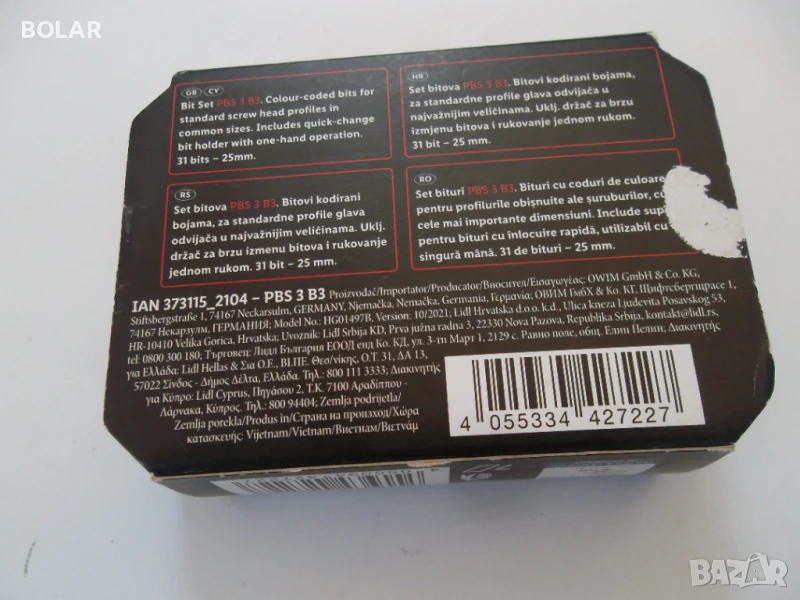 BOLAR
GB CY
Bit Set PBS 3 B3. Colour-coded bits for
standard screw head profiles in
common sizes. Includes quick-change
bit holder with one-hand operation.
31 bits – 25mm.
HR
Set bitova PBS 3 B3. Bitovi kodirani bojama,
za standardne profile glava odvijača u
najvažnijim veličinama. Uklj. držač za brzu
izmjenu bitova i rukovanje jednom rukom.
31 bit – 25 mm.
RS
Set bitova PBS 3 B3. Bitovi kodirani
bojama, za standardne profile glava
odvijača u najvažnijim veličinama. Uklj.
držač za brzu izmenu bitova i rukovanje
jednom rukom. 31 bit – 25 mm.
RO
Set bituri PBS 3 B3. Bituri cu coduri de culoare
pentru profilurile obișnuite ale șuruburilor, cu
cele mai importante dimensiuni. Include
pentru bituri cu înlocuire rapidă, utilizabil cu
singură mână. 31 de bituri – 25 mm.
IAN 373115_2104 – PBS 3 B3 Proizvođač/Importator/Producator/Вносител/Εισαγωγέας: OWIM GmbH & Co. KG,
Stiftsbergstraße 1, 74167 Neckarsulm, GERMANY, Njemačka, Nemačka, Germania, Германия; ОВИМ ГмбХ & Ко. КГ, Щифтсбергщрасе 1,
74167 Некарзулм, ГЕРМАНИЯ; Model No.: HG01497B, Version: 10/2021; Lidl Hrvatska d.o.o. k.d., Ulica kneza Ljudevita Posavskog 53,
HR-10410 Velika Gorica, Hrvatska; Uvoznik: Lidl Srbija KD, Prva južna radna 3, 22330 Nova Pazova, Republika Srbija, kontakt@lidl.rs,
tel: 0800 300 180; Търговец: Лидл България ЕООД енд Ко. КД, ул. 3-ти Март 1, 2129 с. Равно поле, общ. Елин Пелин; Διακινητής
για Ελλάδα: Lidl Hellas & Σια Ο.Ε., ΒΙ.ΠΕ. Θεσ/νίκης, Ο.Τ. 31, ΔΑ 13,
57022 Σίνδος - Δήμος Δέλτα, Ελλάδα. Τηλ.: 800 111 3333; Διακινητής
για Κύπρο: Lidl Cyprus, Πηγάσου 2, Τ.Κ. 7100 Αραδίππου -
Λάρνακα, Κύπρος. Τηλ.: 800 94404; Zemlja podrijetla/
Zemlja porekla/Produs in/Страна на произход/Χώρα
κατασκευής: Vijetnam/Vietnam/Виетнам/Βιετνάμ
4 055334 427227
BAZAR